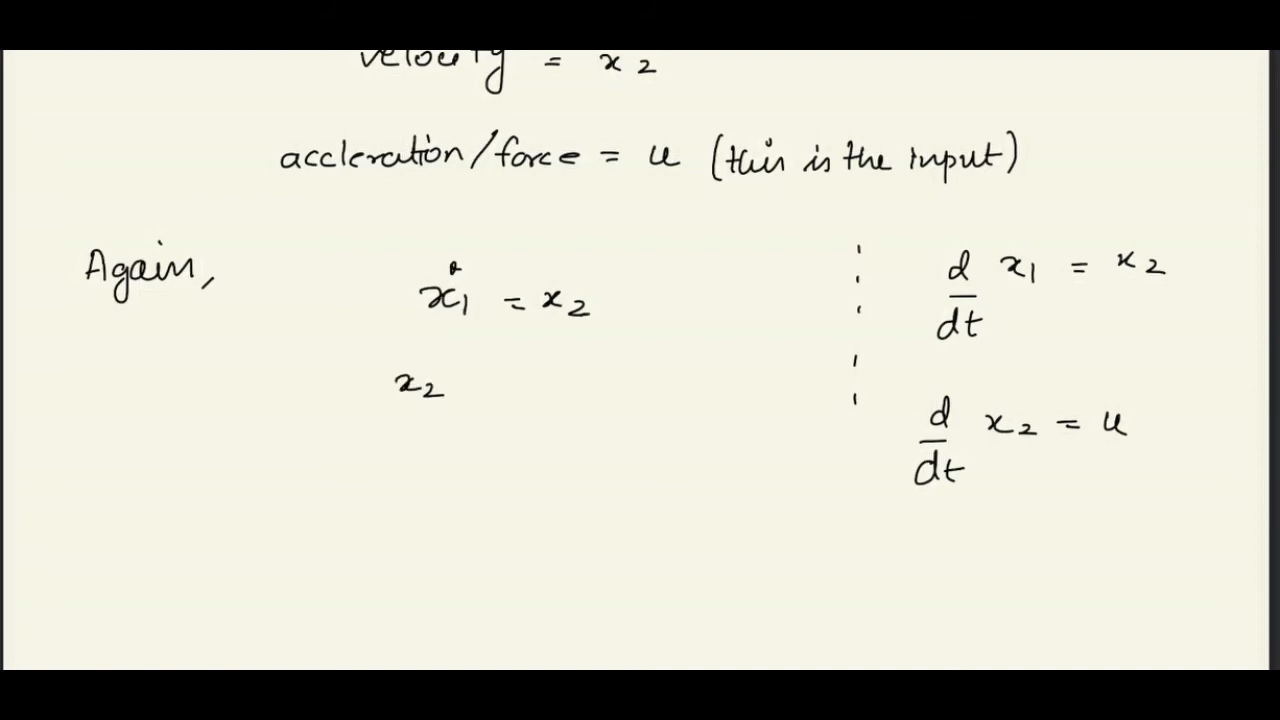 velocity = x2
accleration/force = u (this is the input)
Again,
ẋ1 = x2
x2
d/dt x1 = x2
d/dt x2 = u